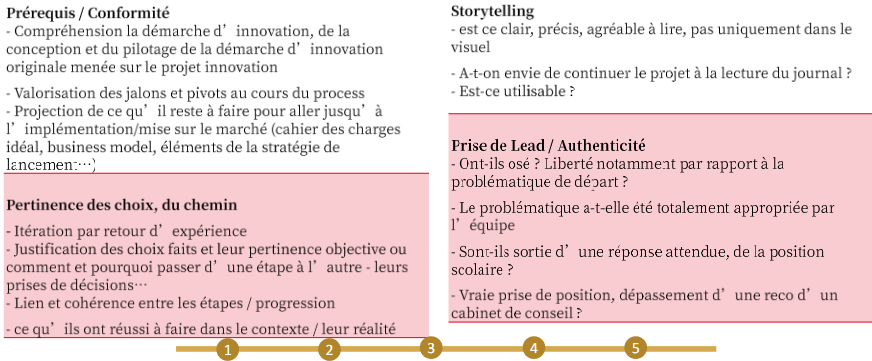 Prérequis / Conformité
- Compréhension la démarche d’innovation, de la
conception et du pilotage de la démarche d’innovation
originale menée sur le projet innovation
- Valorisation des jalons et pivots au cours du process
- Projection de ce qu’il reste à faire pour aller jusqu’à
l’implémentation/mise sur le marché (cahier des charges
idéal, business model, éléments de la stratégie de
lancement…)
Pertinence des choix, du chemin
- Itération par retour d’expérience
- Justification des choix faits et leur pertinence objective ou
comment et pourquoi passer d’une étape à l’autre - leurs
prises de décisions…
- Lien et cohérence entre les étapes / progression
- ce qu’ils ont réussi à faire dans le contexte / leur réalité
Storytelling
- est ce clair, précis, agréable à lire, pas uniquement dans le
visuel
- A-t-on envie de continuer le projet à la lecture du journal ?
- Est-ce utilisable ?
Prise de Lead / Authenticité
- Ont-ils osé ? Liberté notamment par rapport à la
problématique de départ ?
- Le problématique a-t-elle été totalement appropriée par
l’équipe
- Sont-ils sortie d’une réponse attendue, de la position
scolaire ?
- Vraie prise de position, dépassement d’une reco d’un
cabinet de conseil ?
1 2 3 4 5